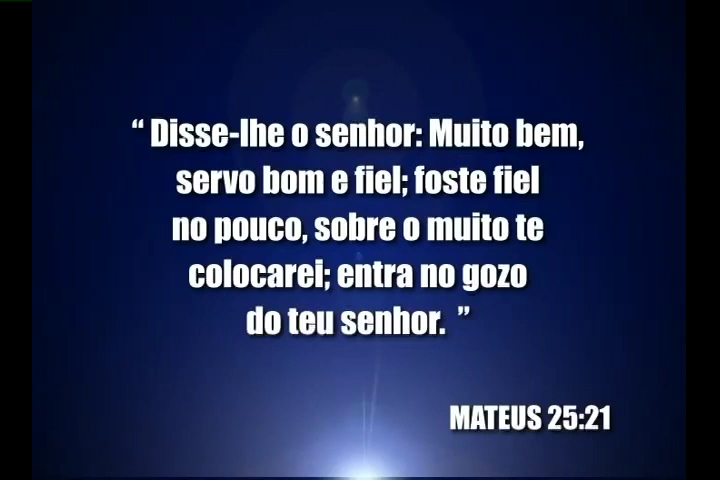 “ Disse-lhe o senhor: Muito bem,
servo bom e fiel; foste fiel
no pouco, sobre o muito te
colocarei; entra no gozo
do teu senhor. ”
MATEUS 25:21